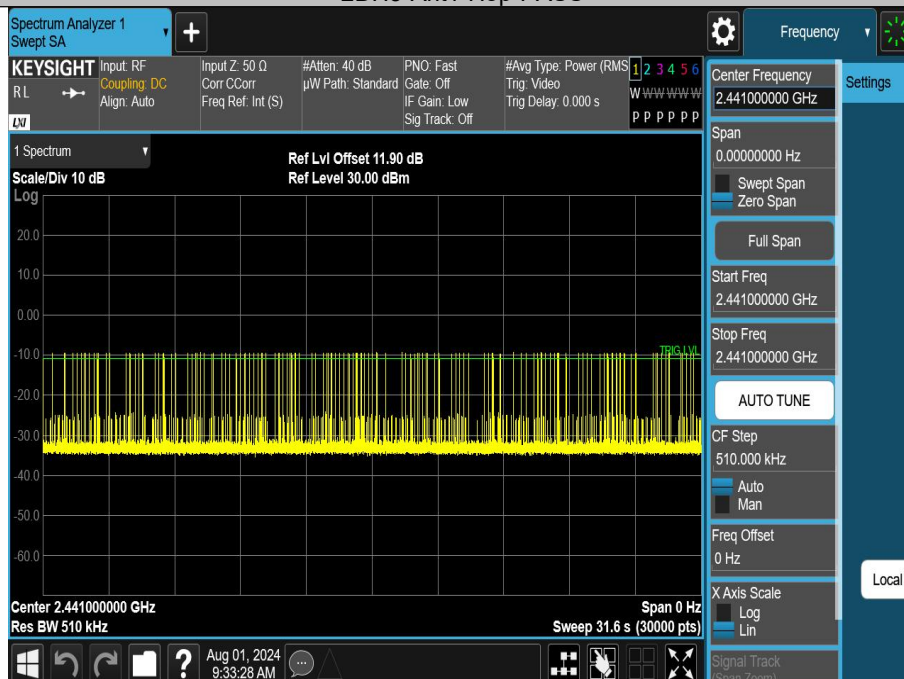 Spectrum Analyzer 1
Swept SA
Frequency
KEYSIGHT
R L
LXI
Input: RF
Coupling: DC
Align: Auto
Input Z: 50 Ω
Corr CCorr
Freq Ref: Int (S)
#Atten: 40 dB
µW Path: Standard
PNO: Fast
Gate: Off
IF Gain: Low
Sig Track: Off
#Avg Type: Power (RMS
Trig: Video
Trig Delay: 0.000 s
1 2 3 4 5 6
W W W W W W
P P P P P P
1 Spectrum
Scale/Div 10 dB
Log
Ref Lvl Offset 11.90 dB
Ref Level 30.00 dBm
20.0
10.0
0.00
-10.0
-20.0
-30.0
-40.0
-50.0
-60.0
TRIG LVL
Center 2.441000000 GHz
Res BW 510 kHz
Span 0 Hz
Sweep 31.6 s (30000 pts)
Center Frequency
2.441000000 GHz
Settings
Span
0.00000000 Hz
Swept Span
Zero Span
Full Span
Start Freq
2.441000000 GHz
Stop Freq
2.441000000 GHz
AUTO TUNE
CF Step
510.000 kHz
Auto
Man
Freq Offset
0 Hz
Local
X Axis Scale
Log
Lin
Signal Track
(Span Zoom)
?
Aug 01, 2024
9:33:28 AM